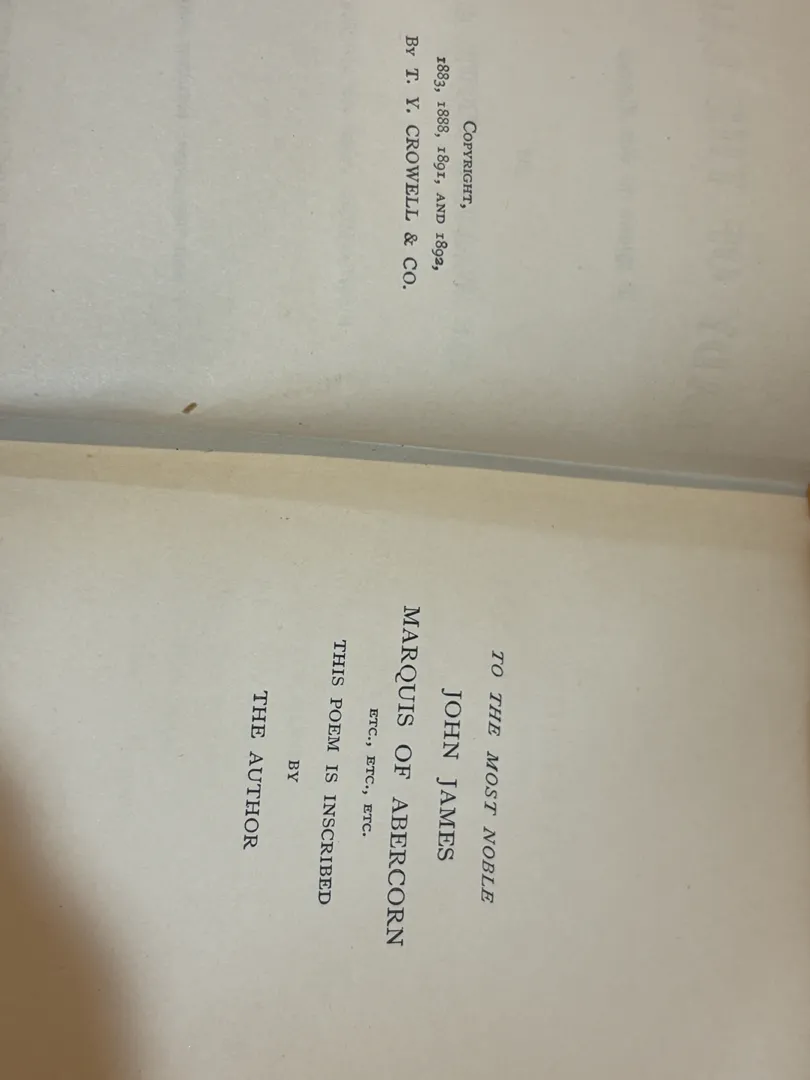 COPYRIGHT,
1883, 1888, 1891, AND 1892,
BY T. Y. CROWELL & CO.
TO THE MOST NOBLE
JOHN JAMES
MARQUIS OF ABERCORN
ETC., ETC., ETC.
THIS POEM IS INSCRIBED
BY
THE AUTHOR